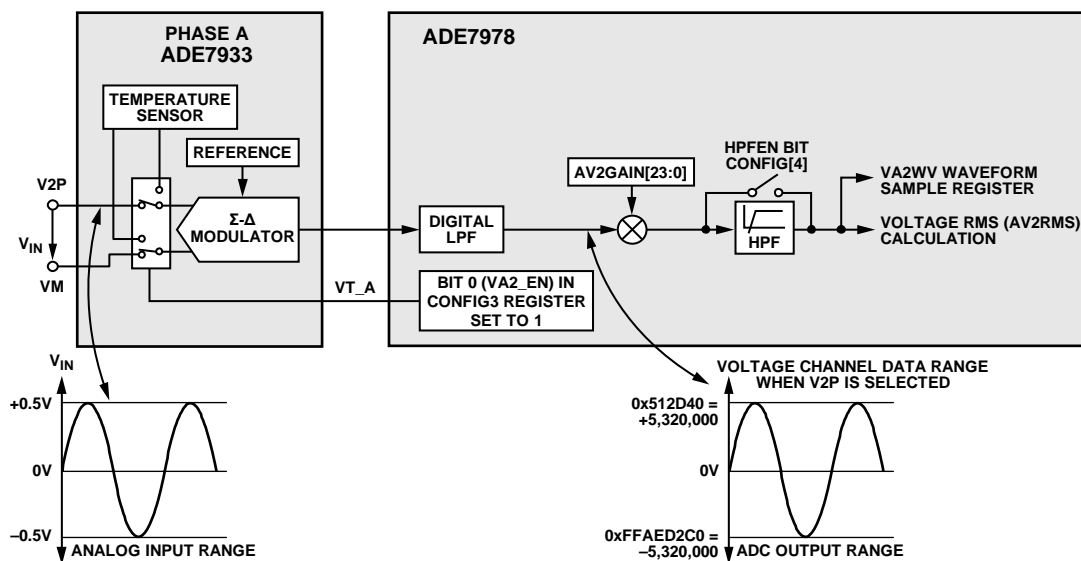 PHASE A
ADE7933
TEMPERATURE
SENSOR
REFERENCE
V2P
VIN
VM
Σ-Δ
MODULATOR
ADE7978
DIGITAL
LPF
AV2GAIN[23:0]
HPFEN BIT
CONFIG[4]
HPF
VA2WV WAVEFORM
SAMPLE REGISTER
VOLTAGE RMS (AV2RMS)
CALCULATION
VT_A
BIT 0 (VA2_EN) IN
CONFIG3 REGISTER
SET TO 1
VIN
+0.5V
0V
–0.5V
ANALOG INPUT RANGE
VOLTAGE CHANNEL DATA RANGE
WHEN V2P IS SELECTED
0x512D40 =
+5,320,000
0V
0xFFAED2C0 =
–5,320,000
ADC OUTPUT RANGE